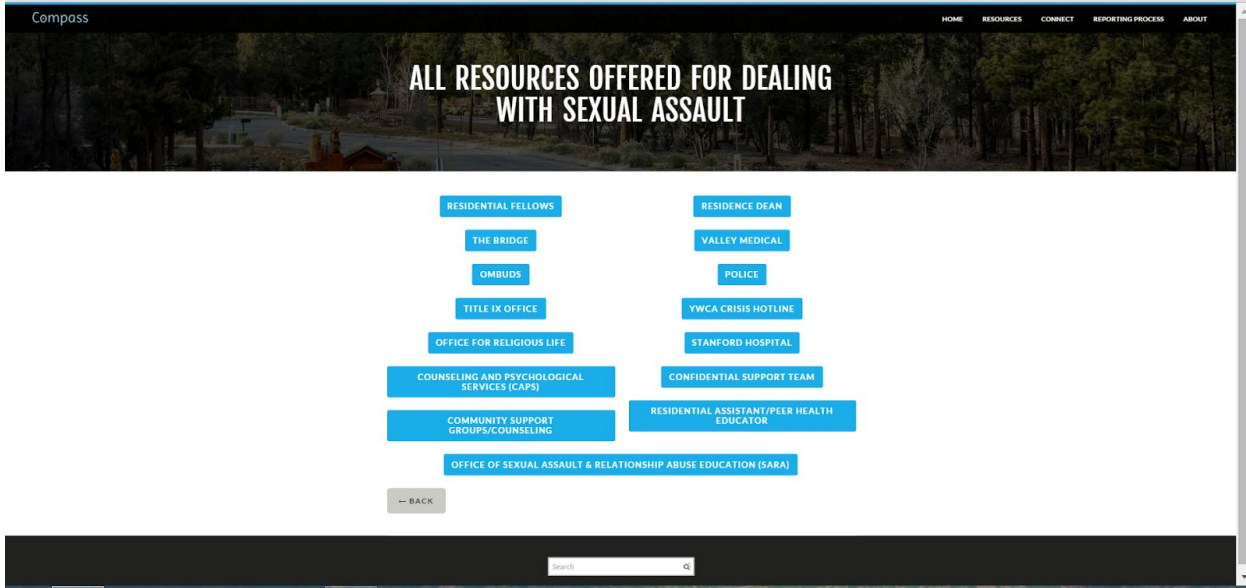 Compass
HOME RESOURCES CONNECT REPORTING PROCESS ABOUT
ALL RESOURCES OFFERED FOR DEALING
WITH SEXUAL ASSAULT
RESIDENTIAL FELLOWS
RESIDENCE DEAN
THE BRIDGE
VALLEY MEDICAL
OMBUDS
POLICE
TITLE IX OFFICE
YWCA CRISIS HOTLINE
OFFICE FOR RELIGIOUS LIFE
STANFORD HOSPITAL
COUNSELING AND PSYCHOLOGICAL
SERVICES (CAPS)
CONFIDENTIAL SUPPORT TEAM
COMMUNITY SUPPORT
GROUPS/COUNSELING
RESIDENTIAL ASSISTANT/PEER HEALTH
EDUCATOR
OFFICE OF SEXUAL ASSAULT & RELATIONSHIP ABUSE EDUCATION (SARA)
← BACK
Search